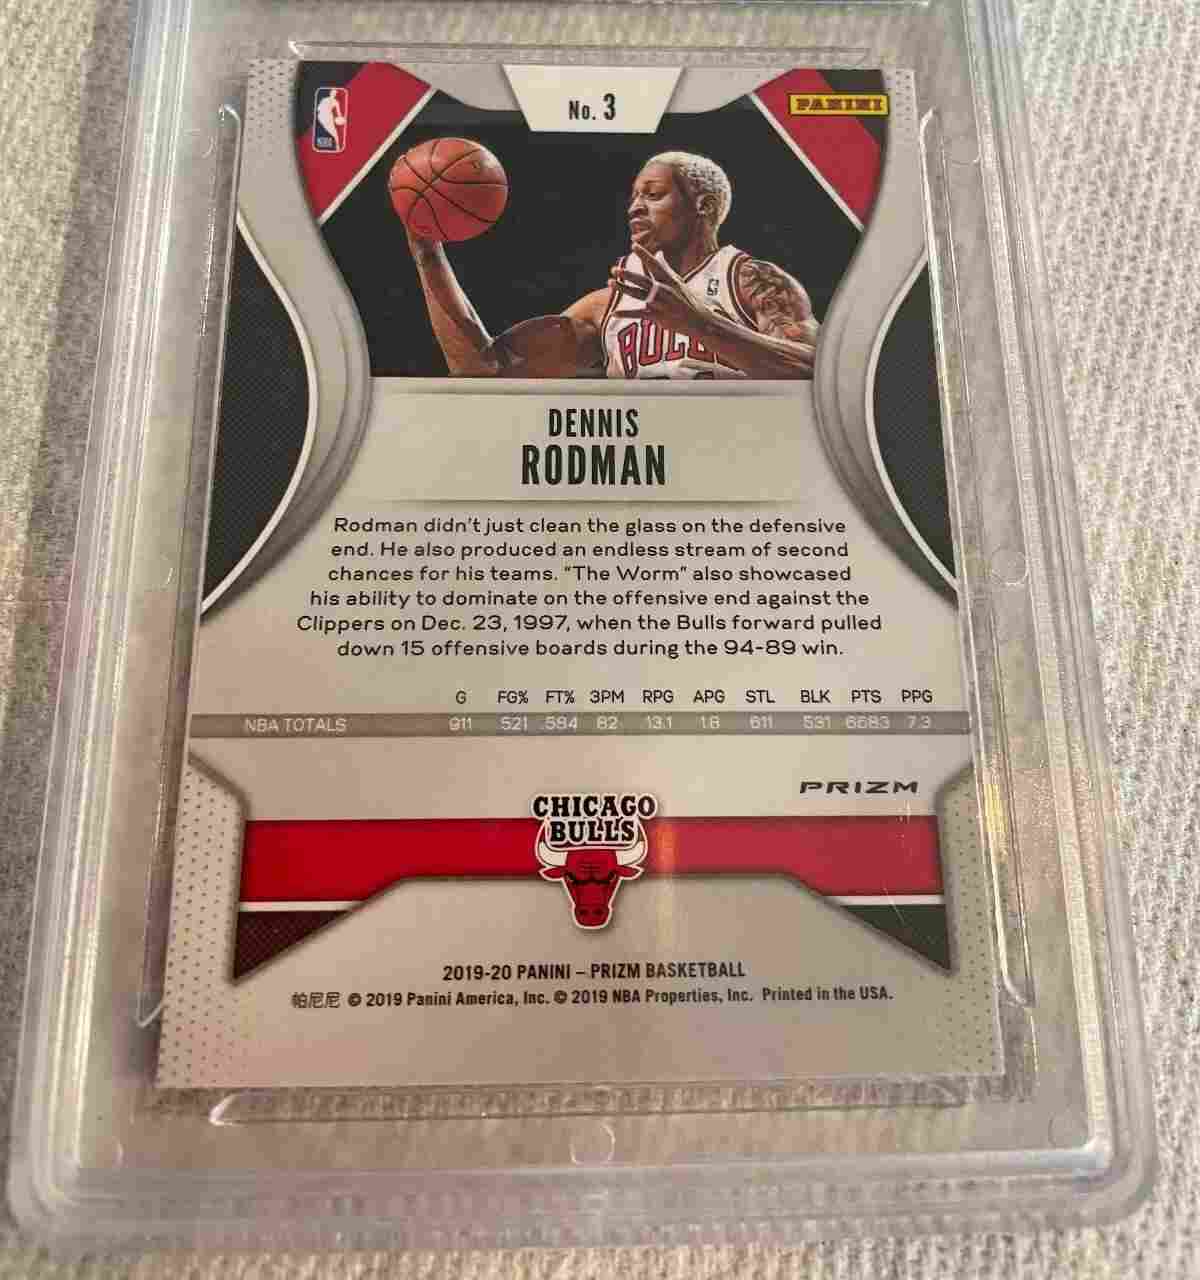 No. 3
PANINI
NBA
BULLS
DENNIS
RODMAN
Rodman didn't just clean the glass on the defensive
end. He also produced an endless stream of second
chances for his teams. "The Worm" also showcased
his ability to dominate on the offensive end against the
Clippers on Dec. 23, 1997, when the Bulls forward pulled
down 15 offensive boards during the 94-89 win.
G FG% FT% 3PM RPG APG STL BLK PTS PPG
NBA TOTALS 911 .521 .584 82 13.1 1.8 611 531 6683 7.3
PRIZM
CHICAGO
BULLS
2019-20 PANINI – PRIZM BASKETBALL
帕尼尼 © 2019 Panini America, Inc. © 2019 NBA Properties, Inc. Printed in the USA.